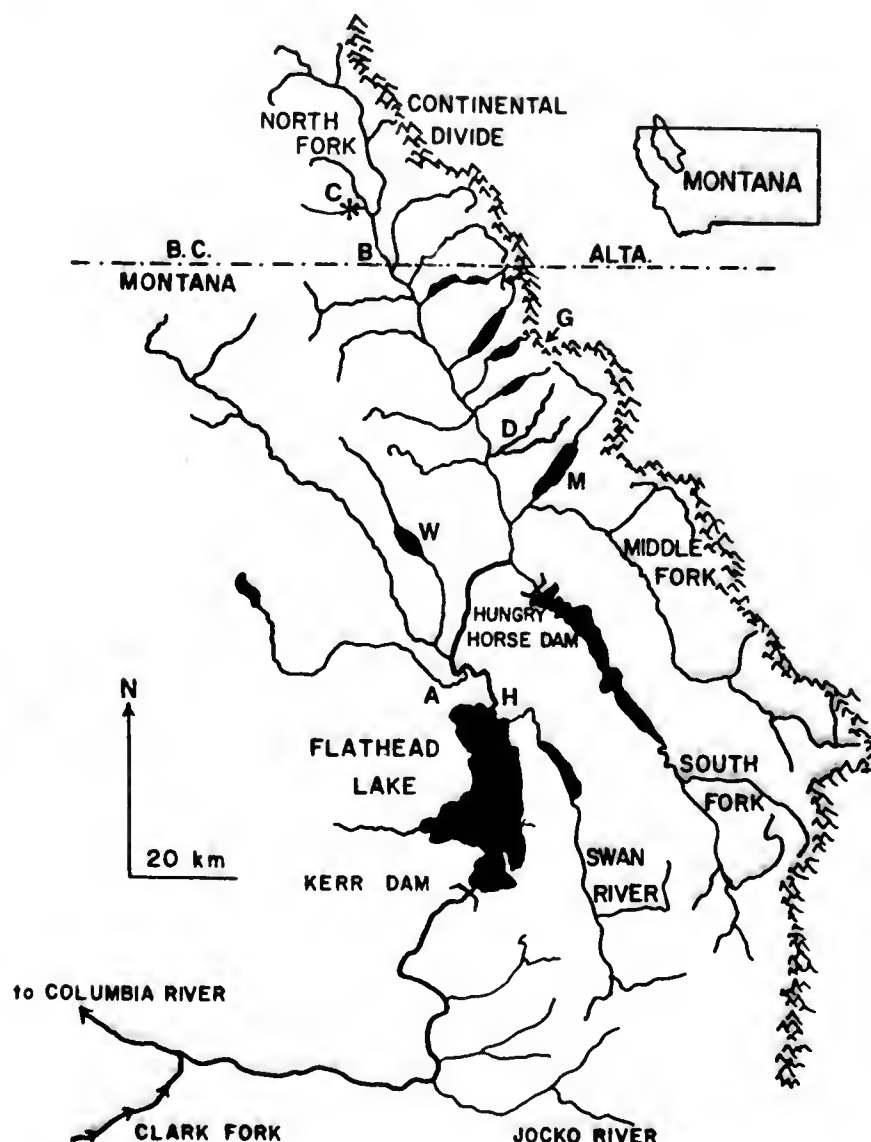 CONTINENTAL
DIVIDE
NORTH
FORK
MONTANA
C
B.C.
B
ALTA.
MONTANA
G
D
M
W
MIDDLE
FORK
HUNGRY
HORSE DAM
N
A
H
FLATHEAD
LAKE
SOUTH
FORK
20 km
KERR DAM
SWAN
RIVER
to COLUMBIA RIVER
CLARK FORK
JOCKO RIVER